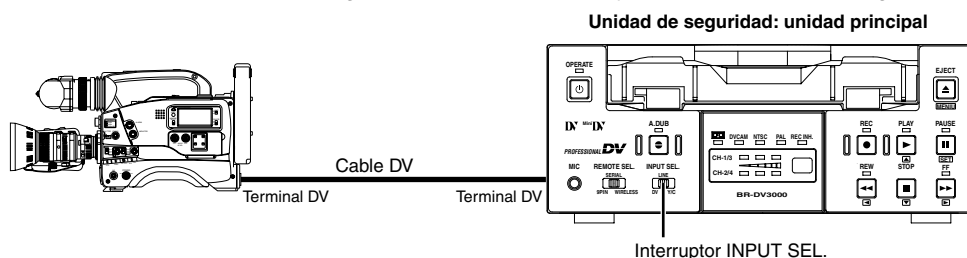 Unidad de seguridad: unidad principal
OPERATE
EJECT
MENU
DV Mini DV
A.DUB
DVCAM NTSC PAL REC INH.
REC PLAY PAUSE
PROFESSIONAL DV
SET
MIC REMOTE SEL. INPUT SEL.
CH-1/3
SERIAL LINE
FF
CH-2/4
REW STOP
9PIN WIRELESS DV Y/C
BR-DV3000
Cable DV
Terminal DV Terminal DV
Interruptor INPUT SEL.